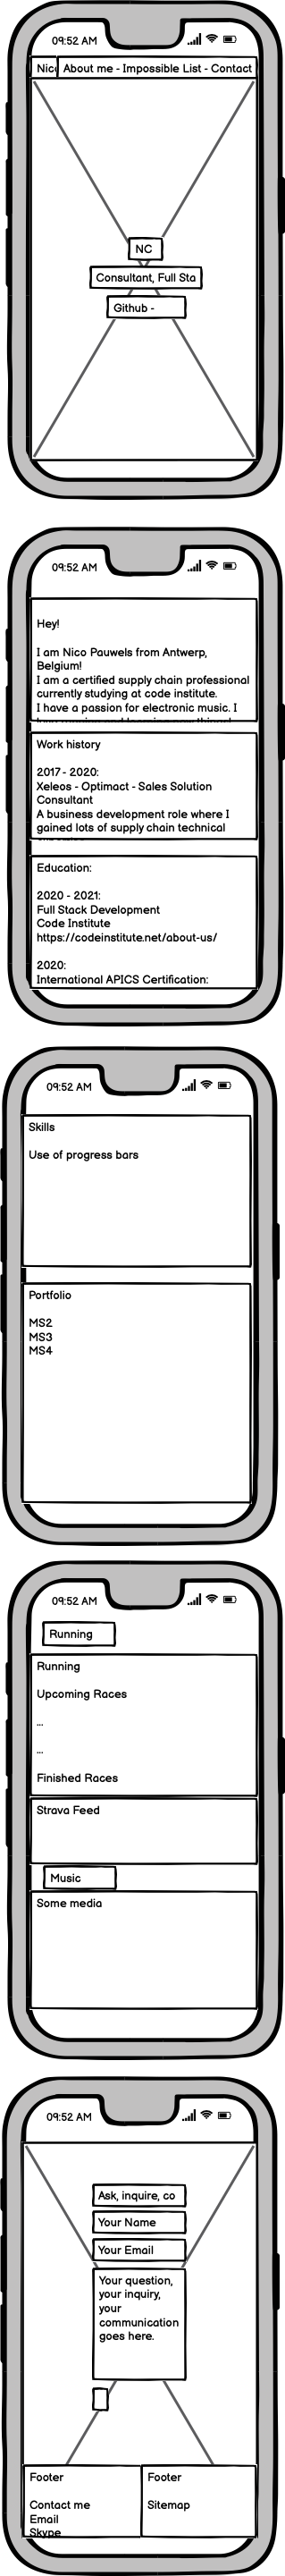 09:52 AM
Nic
About me - Impossible List - Contact
NC
Consultant, Full Sta
Github -
09:52 AM
Hey!
I am Nico Pauwels from Antwerp,
Belgium!
I am a certified supply chain professional
currently studying at code institute.
I have a passion for electronic music. I
Work history
2017 - 2020:
Xeleos - Optimact - Sales Solution
Consultant
A business development role where I
gained lots of supply chain technical
Education:
2020 - 2021:
Full Stack Development
Code Institute
https://codeinstitute.net/about-us/
2020:
International APICS Certification:
09:52 AM
Skills
Use of progress bars
Portfolio
MS2
MS3
MS4
09:52 AM
Running
Running
Upcoming Races
...
...
Finished Races
Strava Feed
Music
Some media
09:52 AM
Ask, inquire, co
Your Name
Your Email
Your question,
your inquiry,
your
communication
goes here.
Footer
Contact me
Email
Skype
Footer
Sitemap